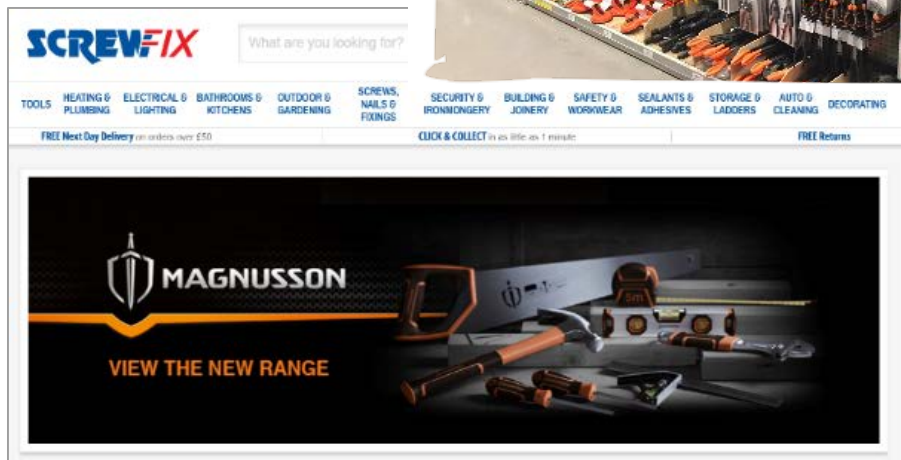 SCREWFIX
What are you looking for?
TOOLS
HEATING &
PLUMBING
ELECTRICAL &
LIGHTING
BATHROOMS &
KITCHENS
OUTDOOR &
GARDENING
SCREWS,
NAILS &
FIXINGS
SECURITY &
IRONMONGERY
BUILDING &
JOINERY
SAFETY &
WORKWEAR
SEALANTS &
ADHESIVES
STORAGE &
LADDERS
AUTO &
CLEANING
DECORATING
FREE Next Day Delivery on orders over £50
CLICK & COLLECT in as little as 1 minute
FREE Returns
MAGNUSSON
VIEW THE NEW RANGE
5m